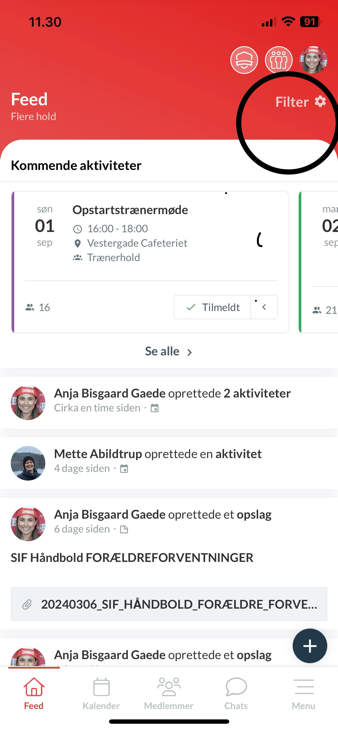 11.30
91
Feed
Filter
Flere hold
Kommende aktiviteter
søn
01
sep
Opstartstrænermøde
16:00 - 18:00
Vestergade Cafeteriet
Trænerhold
16
Tilmeldt
ma
02
sep
21
Se alle
Anja Bisgaard Gaede oprettede 2 aktiviteter
Cirka en time siden ·
Mette Abildtrup oprettede en aktivitet
4 dage siden ·
Anja Bisgaard Gaede oprettede et opslag
6 dage siden ·
SIF Håndbold FORÆLDREFORVENTNINGER
20240306_SIF_HÅNDBOLD_FORÆLDRE_FORVE...
Anja Bisgaard Gaede oprettede et opslag
Feed
Kalender
Medlemmer
Chats
Menu